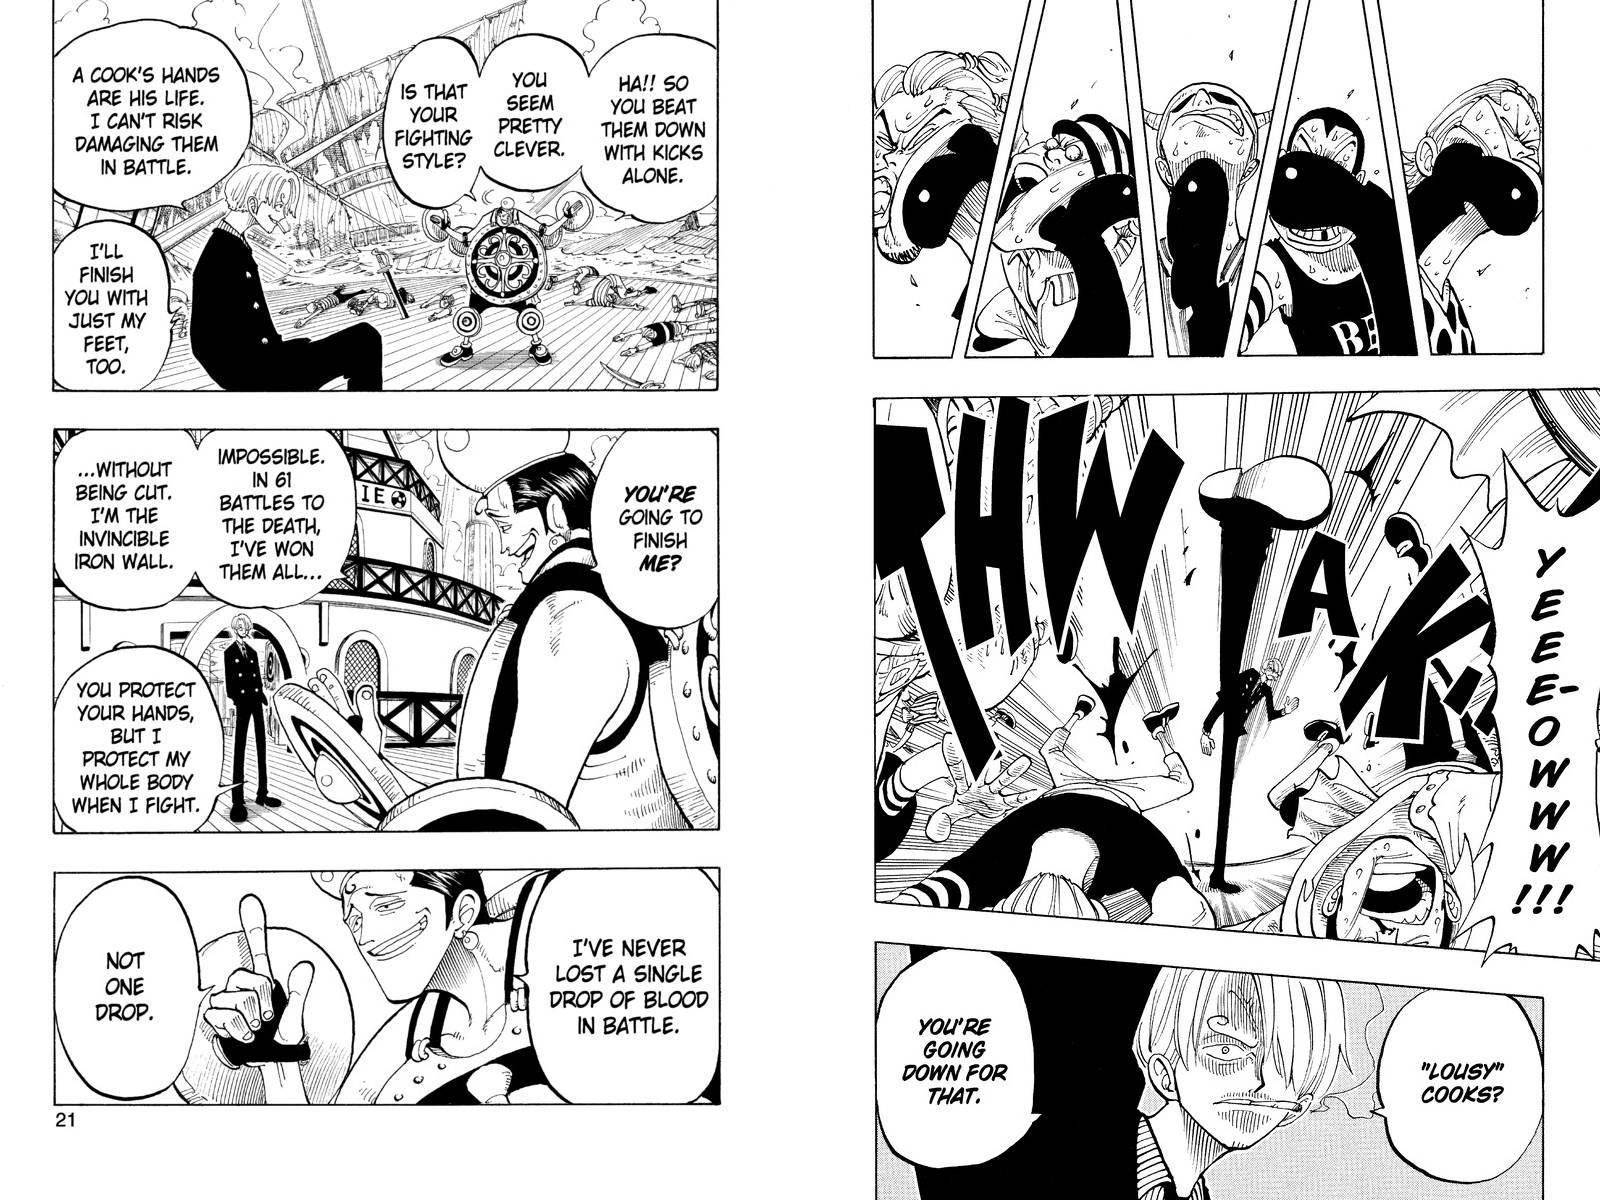 BE
THWAK!!
YEEE-OWWW!!!
"LOUSY"
COOKS?
YOU'RE
GOING
DOWN FOR
THAT.
HA!! SO
YOU BEAT
THEM DOWN
WITH KICKS
ALONE.
YOU
SEEM
PRETTY
CLEVER.
IS THAT
YOUR
FIGHTING
STYLE?
A COOK'S HANDS
ARE HIS LIFE.
I CAN'T RISK
DAMAGING THEM
IN BATTLE.
I'LL
FINISH
YOU WITH
JUST MY
FEET,
TOO.
YOU'RE
GOING TO
FINISH
ME?
IE
IMPOSSIBLE.
IN 61
BATTLES TO
THE DEATH,
I'VE WON
THEM ALL...
...WITHOUT
BEING CUT.
I'M THE
INVINCIBLE
IRON WALL.
YOU PROTECT
YOUR HANDS,
BUT I
PROTECT MY
WHOLE BODY
WHEN I FIGHT.
I'VE NEVER
LOST A SINGLE
DROP OF BLOOD
IN BATTLE.
NOT
ONE
DROP.
21